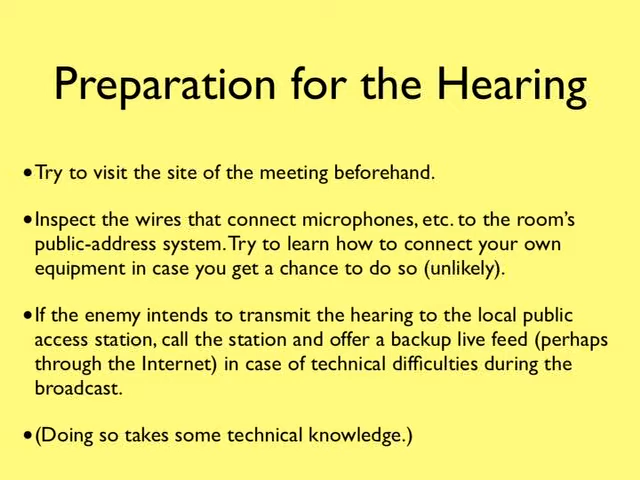 Preparation for the Hearing
•Try to visit the site of the meeting beforehand.
•Inspect the wires that connect microphones, etc. to the room’s
public-address system. Try to learn how to connect your own
equipment in case you get a chance to do so (unlikely).
•If the enemy intends to transmit the hearing to the local public
access station, call the station and offer a backup live feed (perhaps
through the Internet) in case of technical difficulties during the
broadcast.
•(Doing so takes some technical knowledge.)